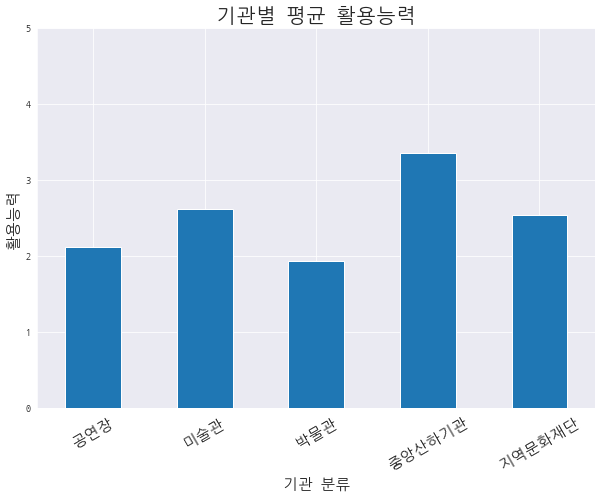 기관별 평균 활용능력
활용능력
5
4
3
2
1
0
공연장
미술관
박물관
중앙산하기관
지역문화재단
기관 분류